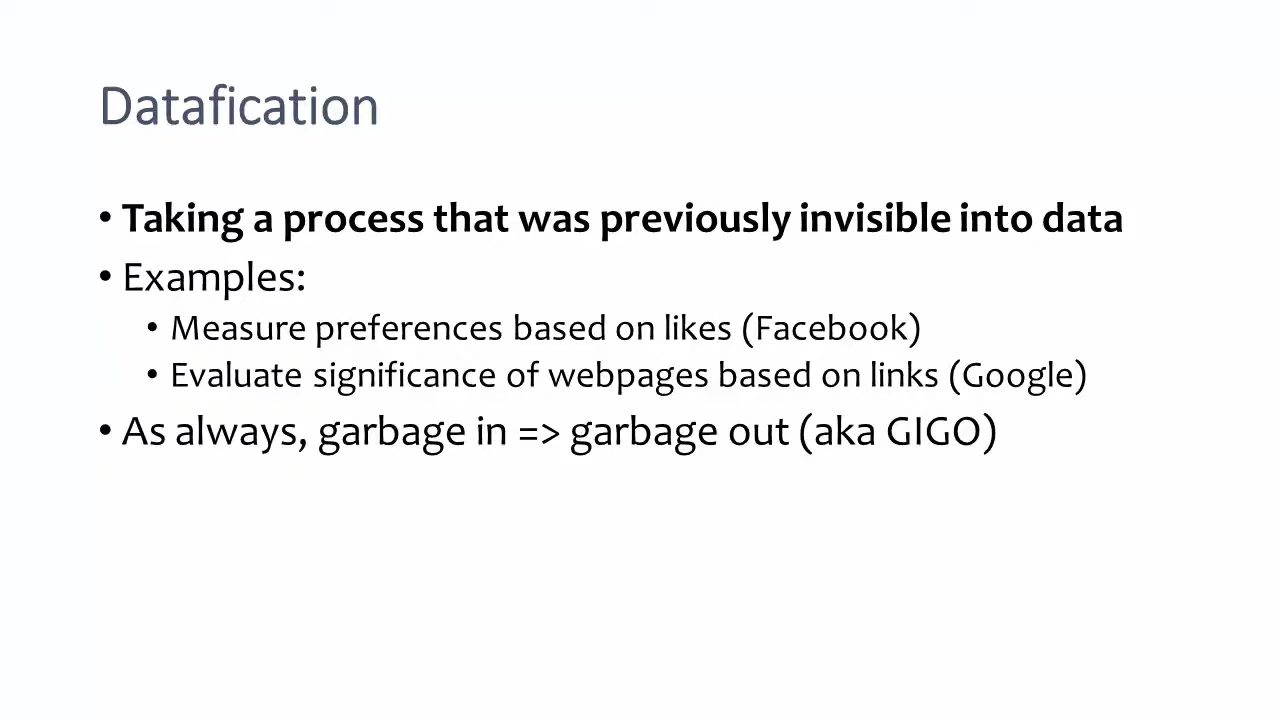 Datafication
• Taking a process that was previously invisible into data
• Examples:
• Measure preferences based on likes (Facebook)
• Evaluate significance of webpages based on links (Google)
• As always, garbage in => garbage out (aka GIGO)